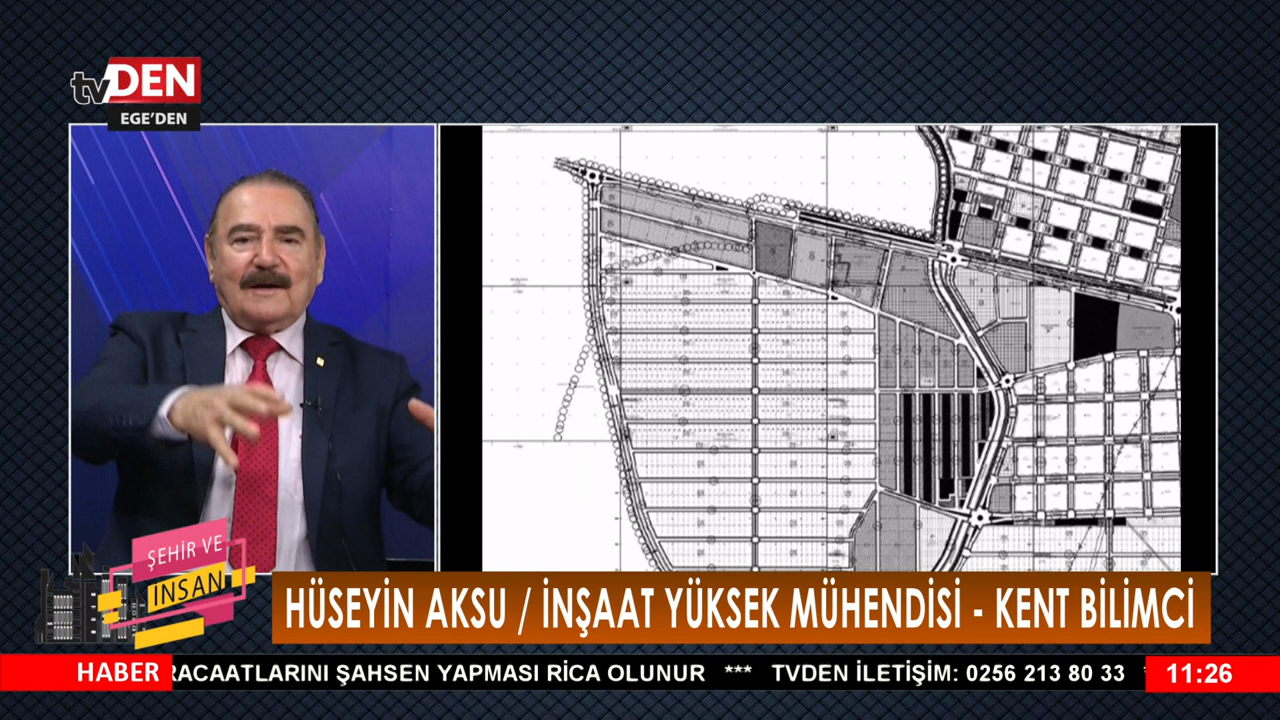 tvDEN
EGE'DEN
ŞEHİR VE
INSAN
HÜSEYİN AKSU / İNŞAAT YÜKSEK MÜHENDİSİ - KENT BİLİMCİ
HABER
RACAATLARINI ŞAHSEN YAPMASI RİCA OLUNUR *** TVDEN İLETİŞİM: 0256 213 80 33
11:26